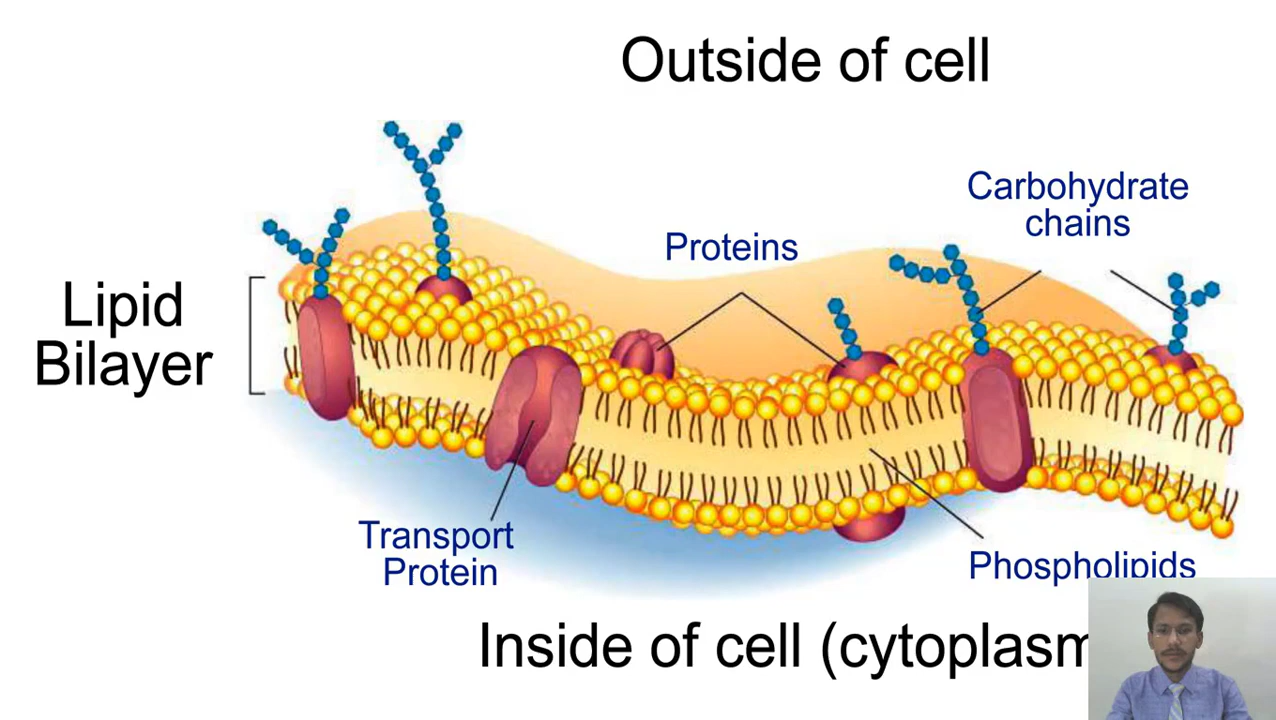 Outside of cell
Carbohydrate
chains
Proteins
Lipid
Bilayer
Transport
Protein
Phospholipids
Inside of cell (cytoplasm